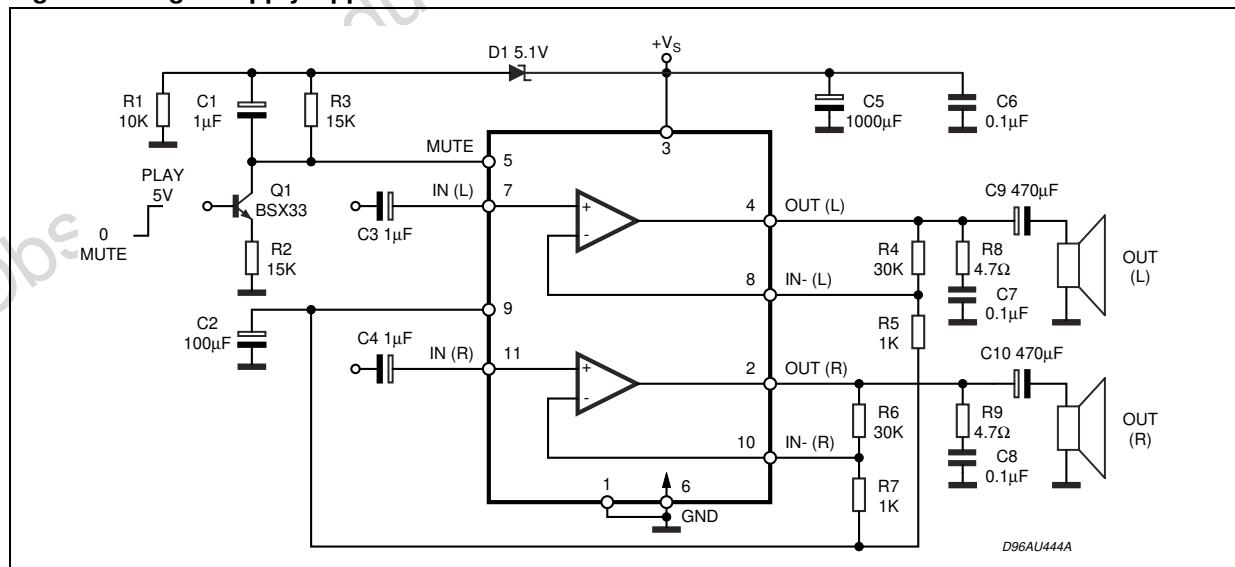 D1 5.1V
+VS
R1
10K
C1
1µF
R3
15K
C5
1000µF
C6
0.1µF
3
MUTE
5
PLAY
5V
0
MUTE
Q1
BSX33
R2
15K
IN (L)
7
C3 1µF
+
-
4
OUT (L)
C9 470µF
R4
30K
R8
4.7Ω
C7
0.1µF
OUT
(L)
8
IN- (L)
R5
1K
9
C2
100µF
C4 1µF
IN (R)
11
+
-
2
OUT (R)
C10 470µF
R6
30K
R9
4.7Ω
C8
0.1µF
OUT
(R)
10
IN- (R)
R7
1K
1
6
GND
D96AU444A